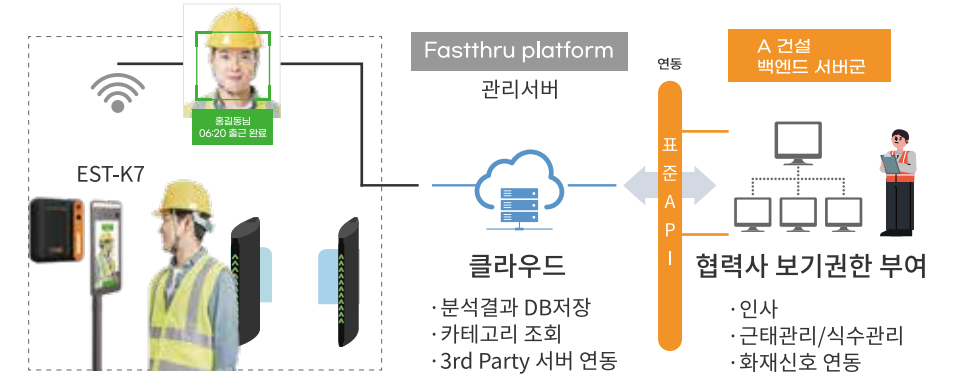 홍길동님
06:20 출근 완료
EST-K7
Fastthru platform
관리서버
클라우드
·분석결과 DB저장
·카테고리 조회
·3rd Party 서버 연동
연동
표준API
A 건설
백엔드 서버군
협력사 보기권한 부여
·인사
·근태관리/식수관리
·화재신호 연동